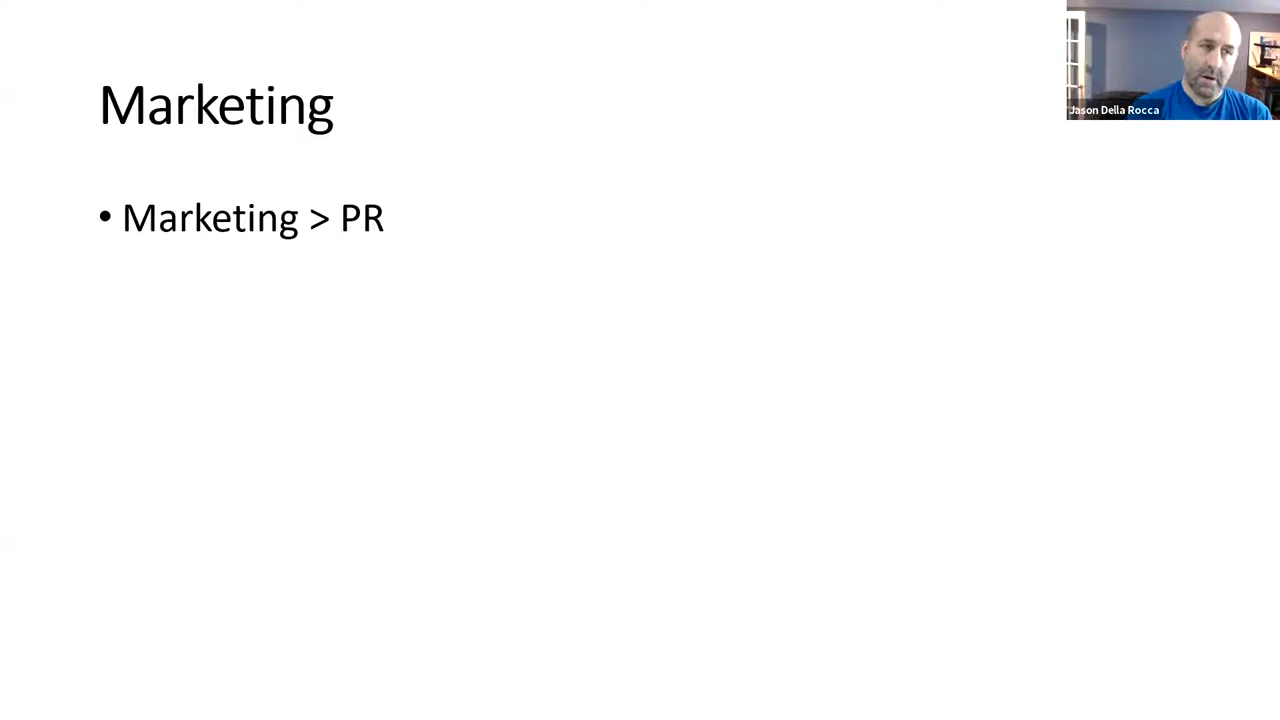 Marketing
• Marketing > PR
Jason Della Rocca